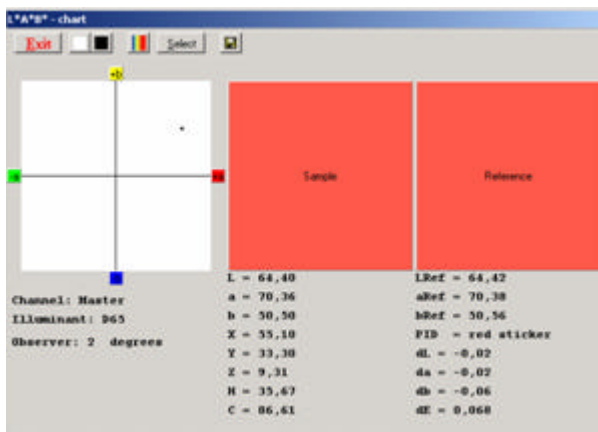 L*A*B* - chart
Exit
Select
+b
-a
+a
Sample
Reference
Channel: Master
Illuminant: D65
Observer: 2 degrees
L = 64,40
a = 70,36
b = 50,50
X = 55,10
Y = 33,30
Z = 9,31
H = 35,67
C = 86,61
LRef = 64,42
aRef = 70,38
bRef = 50,56
PID = red sticker
dL = -0,02
da = -0,02
db = -0,06
dE = 0,068